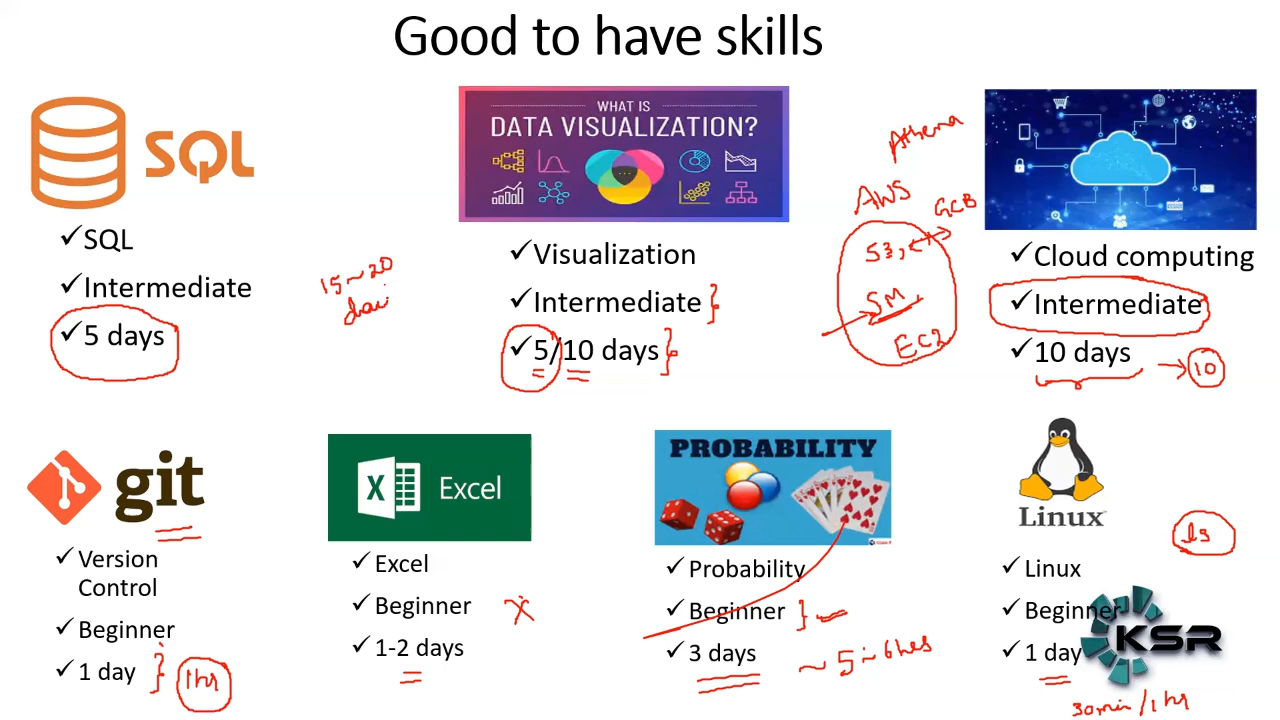 Good to have skills
SQL
✓SQL
✓Intermediate
✓5 days
15~20
WHAT IS
DATA VISUALIZATION?
✓Visualization
✓Intermediate
✓5/10 days
Athena
AWS
GCB
S3,
SM
EC2
✓Cloud computing
✓Intermediate
✓10 days
10
git
✓Version
Control
✓Beginner
✓1 day
1hr
X Excel
✓Excel
✓Beginner
✓1-2 days
PROBABILITY
✓Probability
✓Beginner
✓3 days
~ 5~6 hrs
Linux
ls
✓Linux
✓Beginner
✓1 day
KSR
30min/1hr